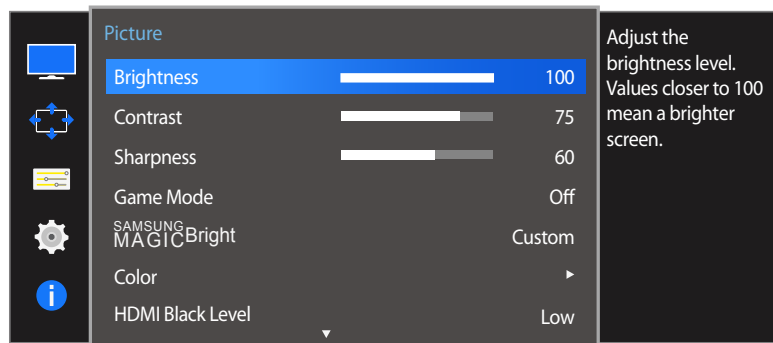 Picture
Brightness 100
Contrast 75
Sharpness 60
Game Mode Off
SAMSUNG
MAGICBright Custom
Color
HDMI Black Level Low
Adjust the
brightness level.
Values closer to 100
mean a brighter
screen.
i